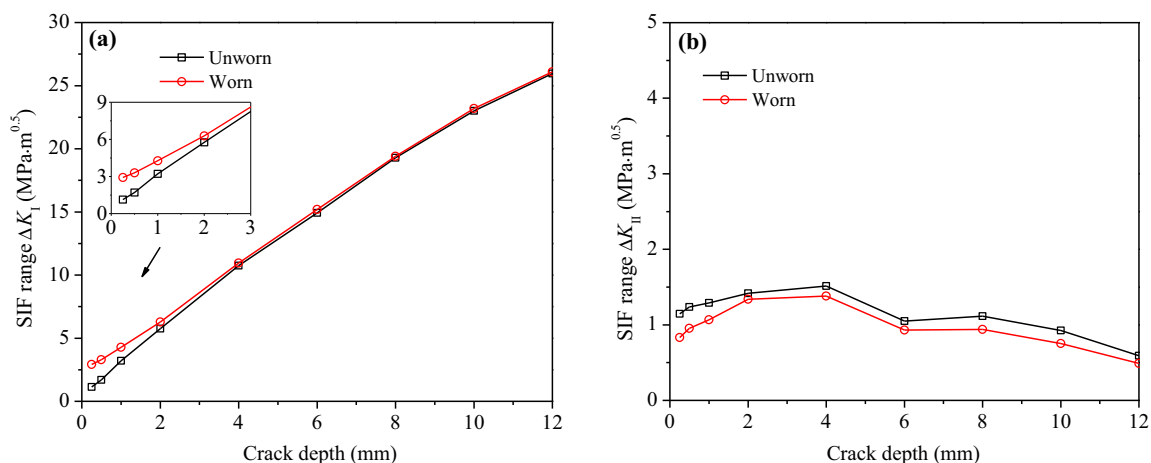 (a)
Unworn
Worn
SIF range ΔK_I (MPa·m^0.5)
30
25
20
15
10
5
0
9
6
3
0
0 1 2 3
0 2 4 6 8 10 12
Crack depth (mm)
(b)
Unworn
Worn
SIF range ΔK_II (MPa·m^0.5)
5
4
3
2
1
0
0 2 4 6 8 10 12
Crack depth (mm)